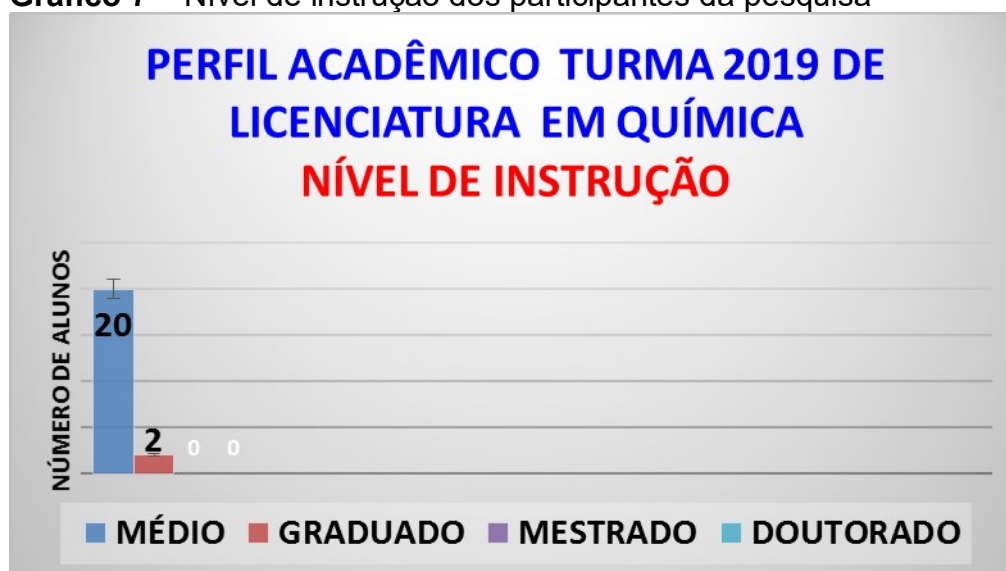 Gráfico 7 – Nível de instrução dos participantes da pesquisa
PERFIL ACADÊMICO TURMA 2019 DE
LICENCIATURA EM QUÍMICA
NÍVEL DE INSTRUÇÃO
NÚMERO DE ALUNOS
20
2 0 0
MÉDIO GRADUADO MESTRADO DOUTORADO